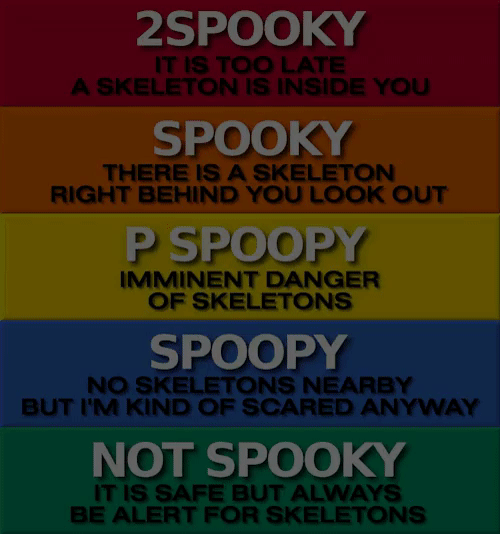 2SPOOKY
IT IS TOO LATE
A SKELETON IS INSIDE YOU
SPOOKY
THERE IS A SKELETON
RIGHT BEHIND YOU LOOK OUT
P SPOOPY
IMMINENT DANGER
OF SKELETONS
SPOOPY
NO SKELETONS NEARBY
BUT I'M KIND OF SCARED ANYWAY
NOT SPOOKY
IT IS SAFE BUT ALWAYS
BE ALERT FOR SKELETONS